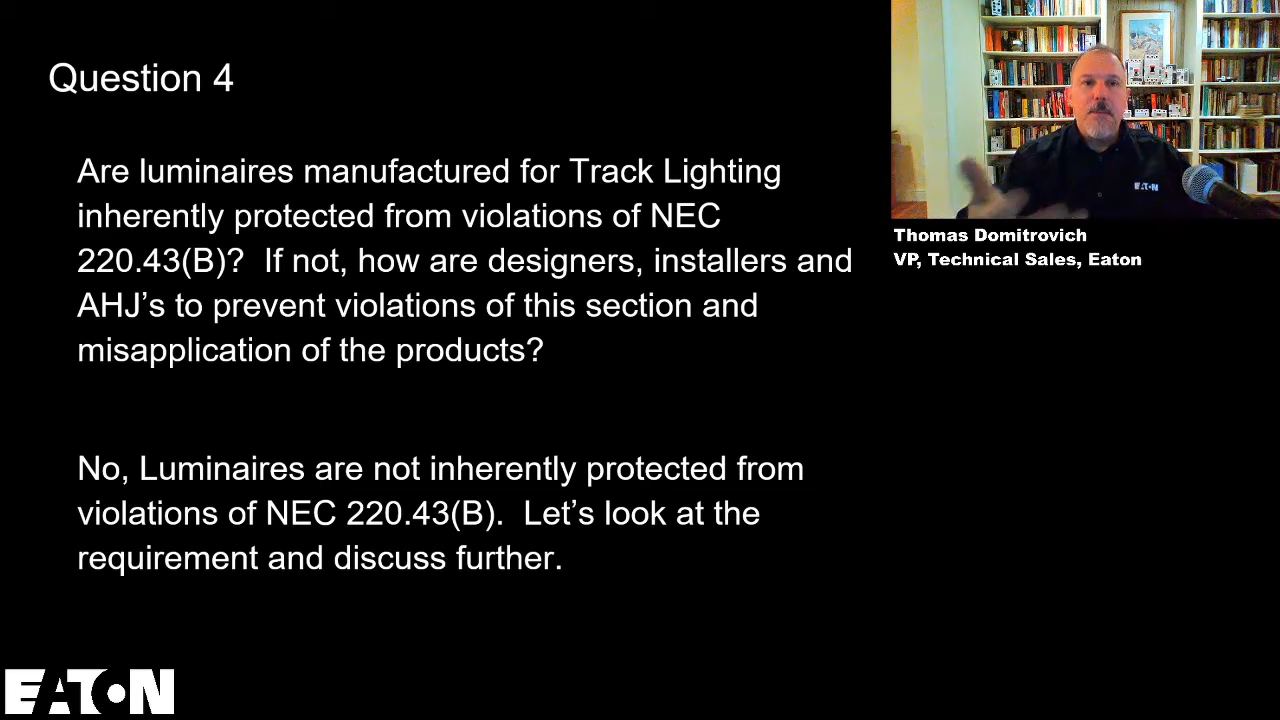 Question 4
Are luminaires manufactured for Track Lighting
inherently protected from violations of NEC
220.43(B)?  If not, how are designers, installers and
AHJ’s to prevent violations of this section and
misapplication of the products?
No, Luminaires are not inherently protected from
violations of NEC 220.43(B).  Let’s look at the
requirement and discuss further.
EATON
Thomas Domitrovich
VP, Technical Sales, Eaton
EATON